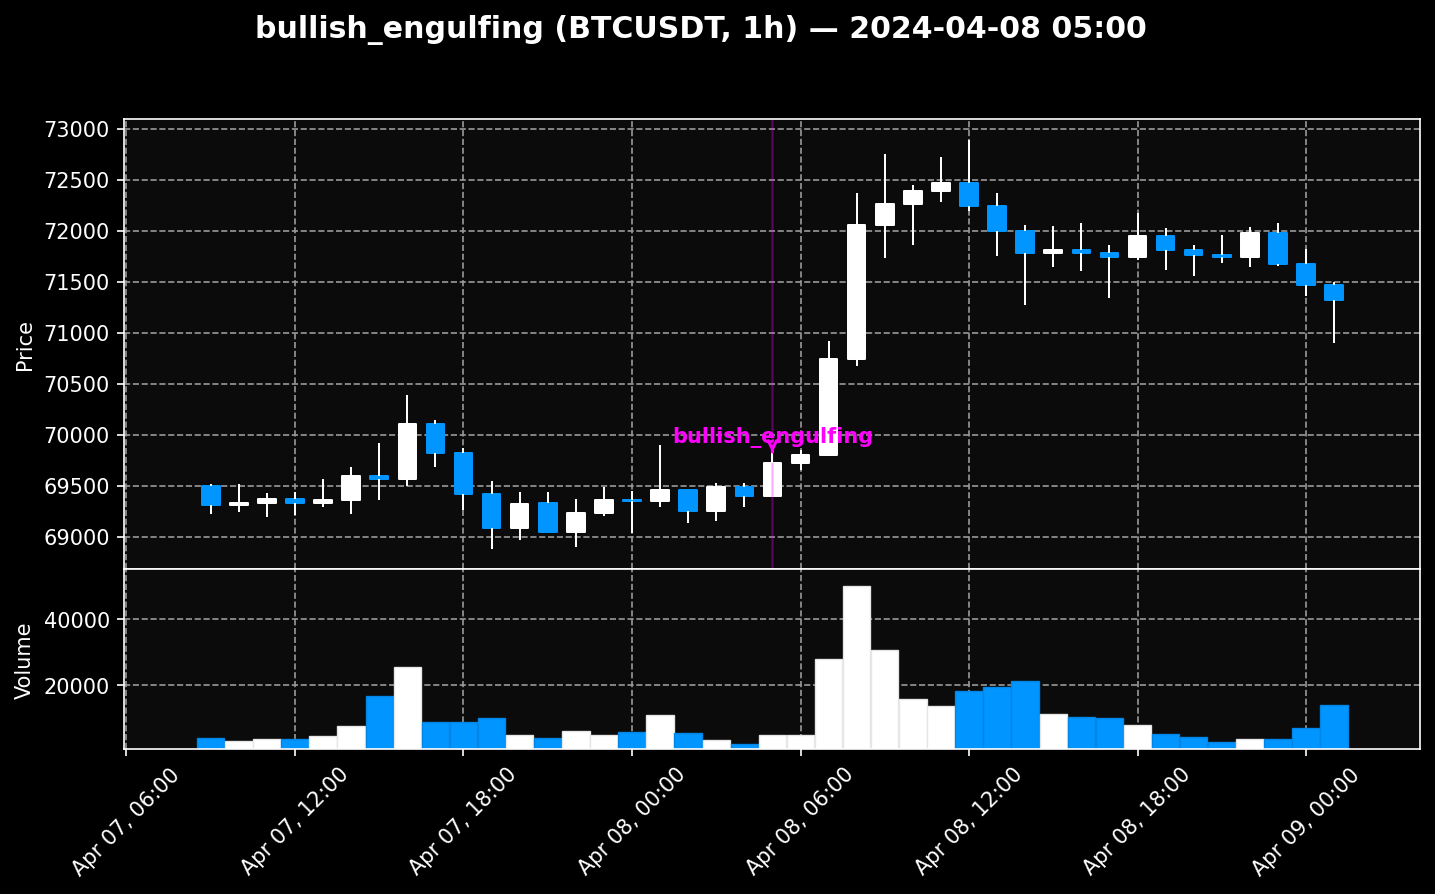 bullish_engulfing (BTCUSDT, 1h) — 2024-04-08 05:00
73000
72500
72000
71500
71000
70500
70000
69500
69000
Price
bullish_engulfing
40000
20000
Volume
Apr 07, 06:00
Apr 07, 12:00
Apr 07, 18:00
Apr 08, 00:00
Apr 08, 06:00
Apr 08, 12:00
Apr 08, 18:00
Apr 09, 00:00